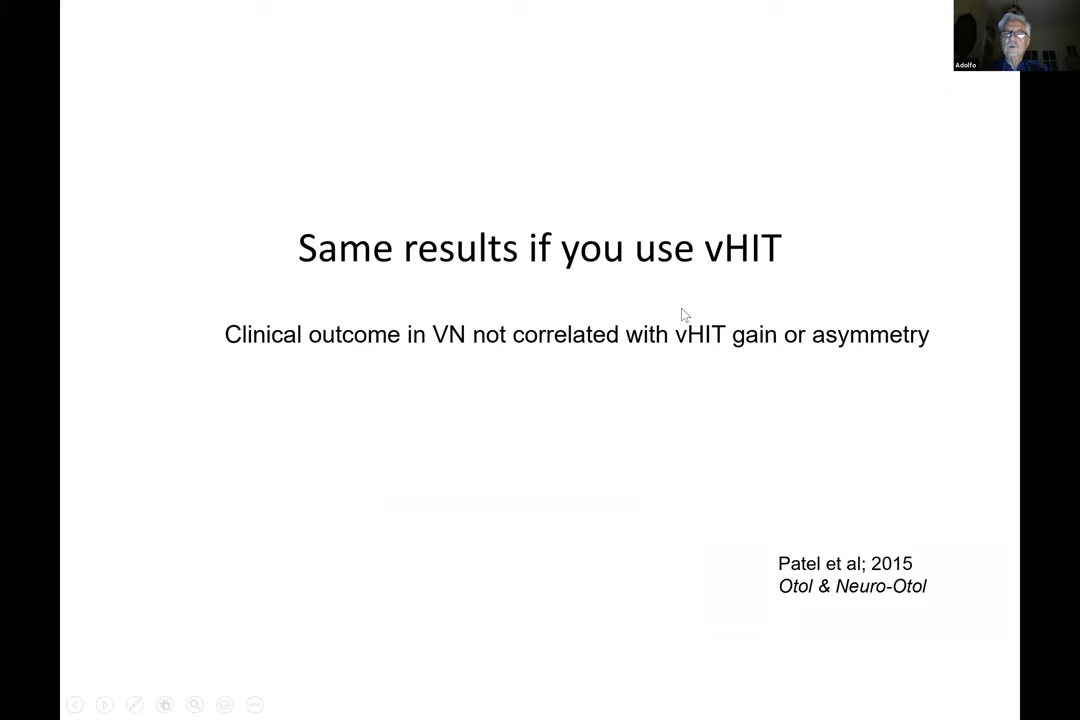 Adolfo
Same results if you use vHIT
Clinical outcome in VN not correlated with vHIT gain or asymmetry
Patel et al; 2015
Otol & Neuro-Otol